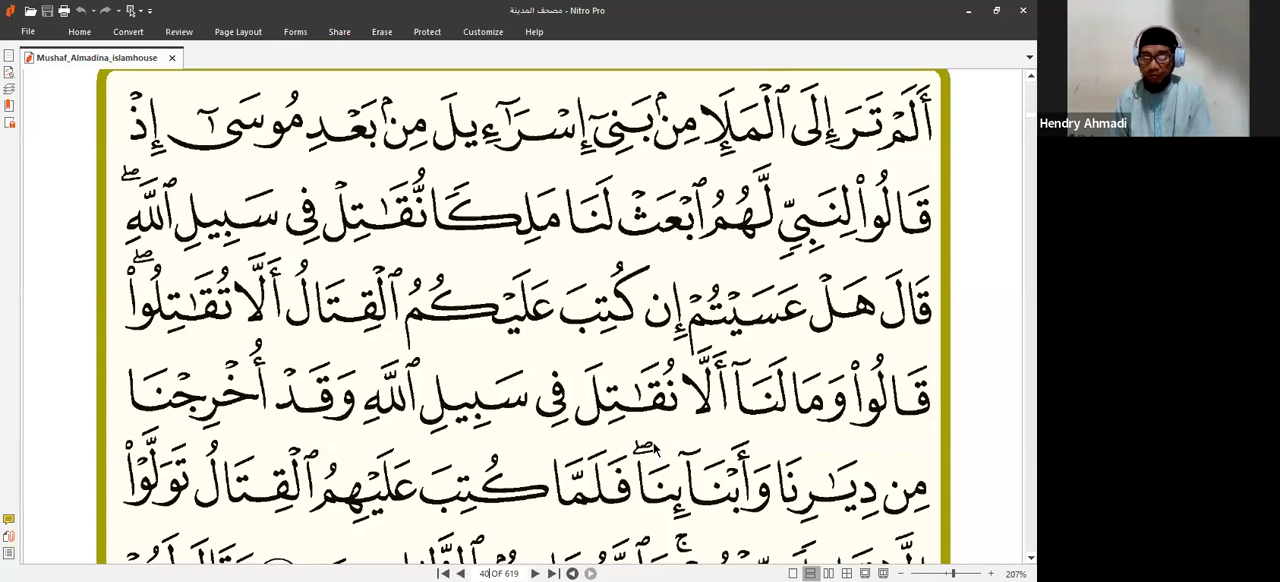 مصحف المدينة - Nitro Pro
File Home Convert Review Page Layout Forms Share Erase Protect Customize Help
Mushaf_Almadina_islamhouse
أَلَمْ تَرَ إِلَى ٱلْمَلَإِ مِنۢ بَنِىٓ إِسْرَٰٓءِيلَ مِنۢ بَعْدِ مُوسَىٰٓ إِذْ
قَالُوا۟ لِنَبِىٍّ لَّهُمُ ٱبْعَثْ لَنَا مَلِكًا نُّقَٰتِلْ فِى سَبِيلِ ٱللَّهِ ۖ
قَالَ هَلْ عَسَيْتُمْ إِن كُتِبَ عَلَيْكُمُ ٱلْقِتَالُ أَلَّا تُقَٰتِلُوا۟ ۖ
قَالُوا۟ وَمَا لَنَآ أَلَّا نُقَٰتِلَ فِى سَبِيلِ ٱللَّهِ وَقَدْ أُخْرِجْنَا
مِن دِيَٰرِنَا وَأَبْنَآئِنَا ۖ فَلَمَّا كُتِبَ عَلَيْهِمُ ٱلْقِتَالُ تَوَلَّوْا۟
Hendry Ahmadi
40 OF 619
207%